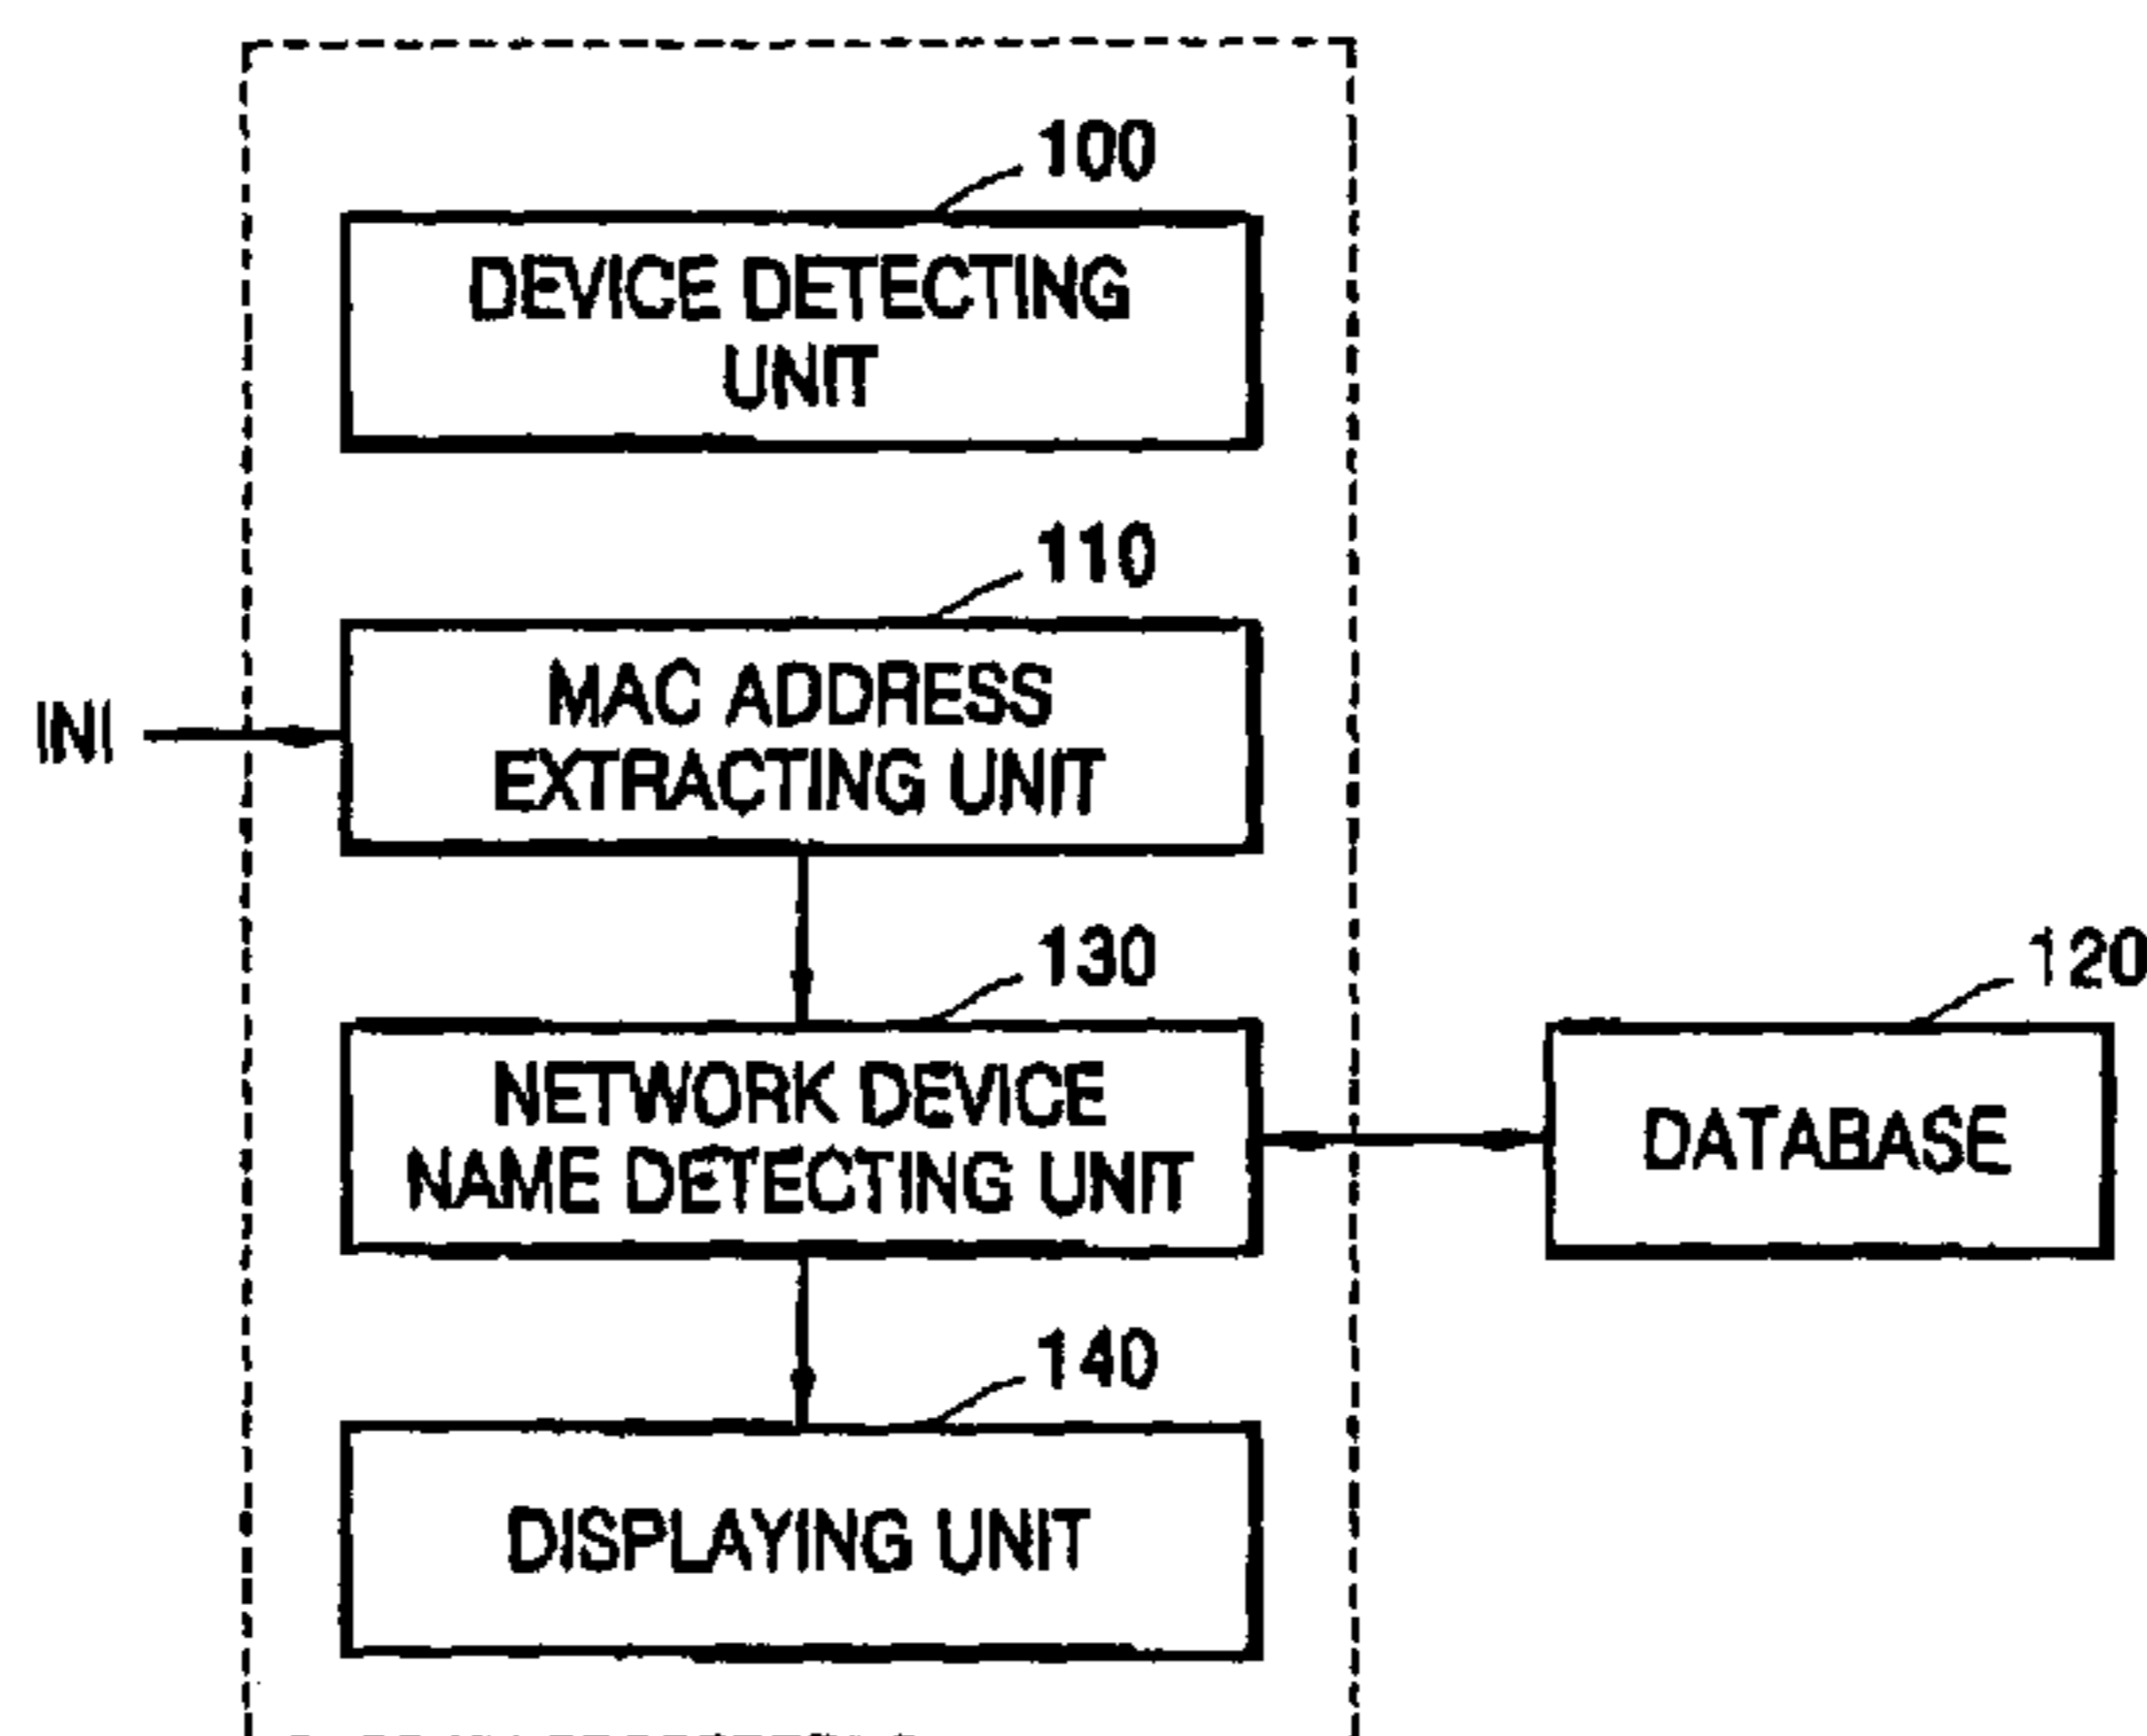 100
DEVICE DETECTING
UNIT
110
MAC ADDRESS
EXTRACTING UNIT
130
120
NETWORK DEVICE
NAME DETECTING UNIT
DATABASE
140
DISPLAYING UNIT